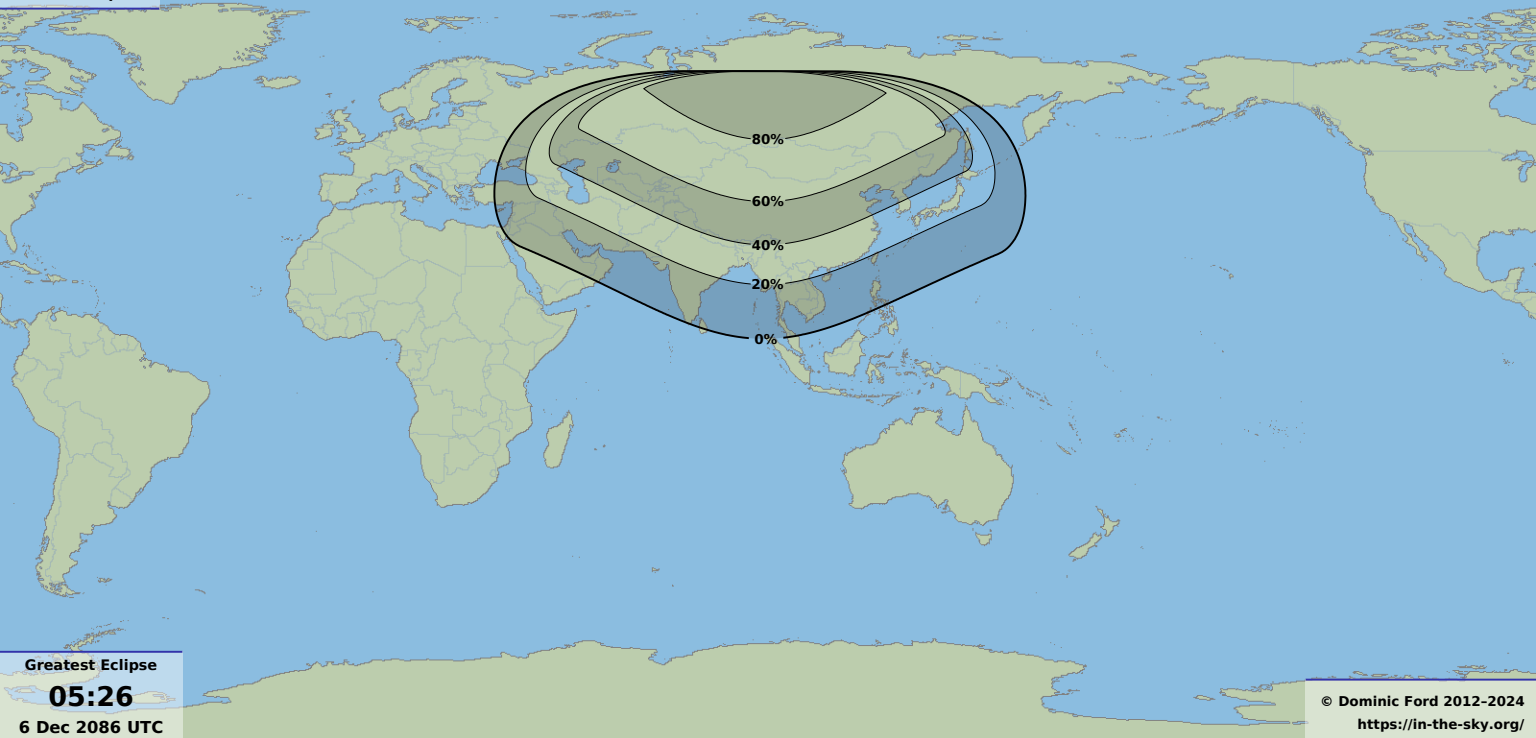 80%
60%
40%
20%
0%
Greatest Eclipse
05:26
6 Dec 2086 UTC
© Dominic Ford 2012–2024
https://in-the-sky.org/